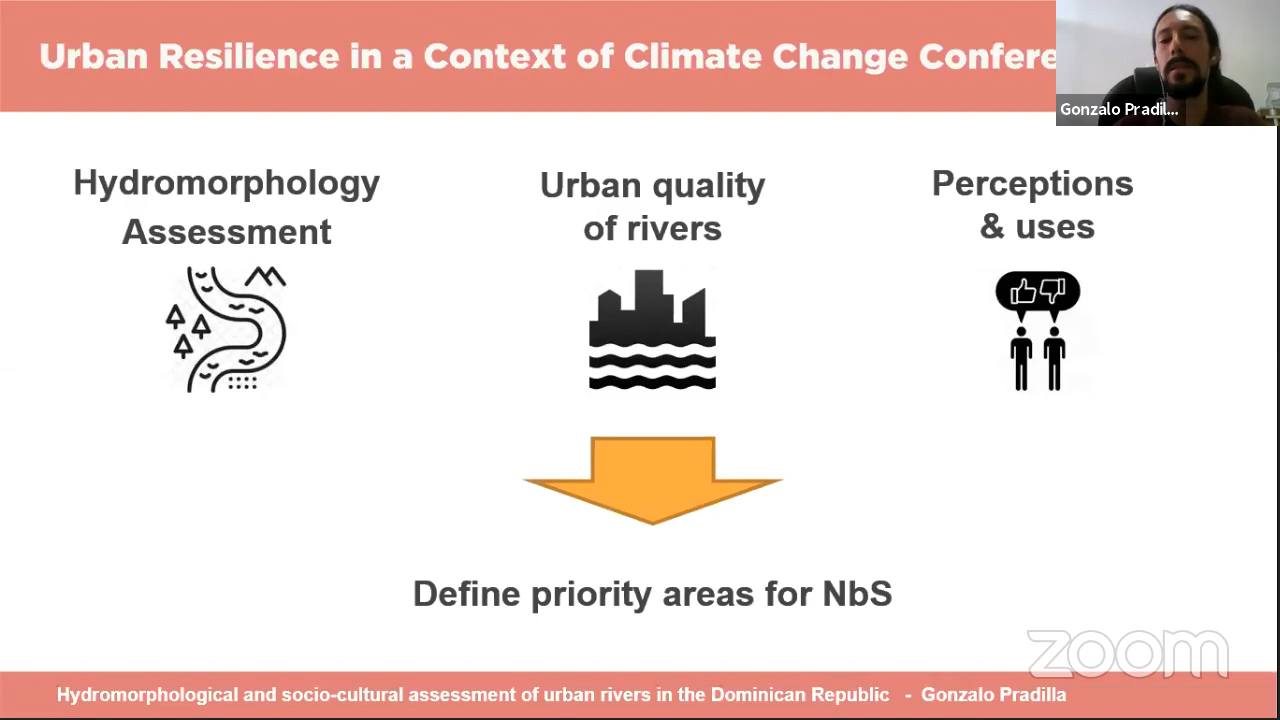 Urban Resilience in a Context of Climate Change Confere
Gonzalo Pradil...
Hydromorphology
Assessment
Urban quality
of rivers
Perceptions
& uses
Define priority areas for NbS
zoom
Hydromorphological and socio-cultural assessment of urban rivers in the Dominican Republic - Gonzalo Pradilla